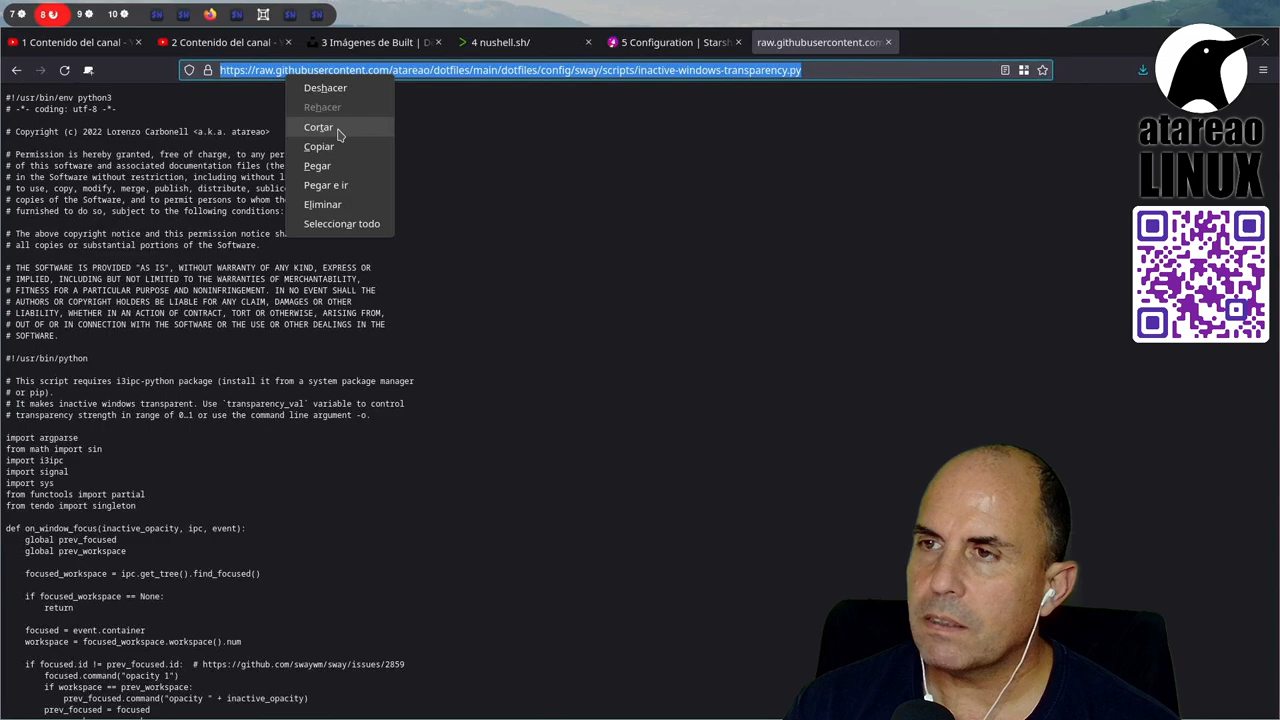 7
8
9
10
1 Contenido del canal -
2 Contenido del canal -
3 Imágenes de Built | De
4 nushell.sh/
5 Configuration | Starsh
raw.githubusercontent.com/
https://raw.githubusercontent.com/atareao/dotfiles/main/dotfiles/config/sway/scripts/inactive-windows-transparency.py
Deshacer
Rehacer
Cortar
Copiar
Pegar
Pegar e ir
Eliminar
Seleccionar todo
#!/usr/bin/env python3
# -*- coding: utf-8 -*-
# Copyright (c) 2022 Lorenzo Carbonell <a.k.a. atareao>
# Permission is hereby granted, free of charge, to any per
# of this software and associated documentation files (the
# in the Software without restriction, including without l
# to use, copy, modify, merge, publish, distribute, sublic
# copies of the Software, and to permit persons to whom the
# furnished to do so, subject to the following conditions:
# The above copyright notice and this permission notice sh
# all copies or substantial portions of the Software.
# THE SOFTWARE IS PROVIDED "AS IS", WITHOUT WARRANTY OF ANY KIND, EXPRESS OR
# IMPLIED, INCLUDING BUT NOT LIMITED TO THE WARRANTIES OF MERCHANTABILITY,
# FITNESS FOR A PARTICULAR PURPOSE AND NONINFRINGEMENT. IN NO EVENT SHALL THE
# AUTHORS OR COPYRIGHT HOLDERS BE LIABLE FOR ANY CLAIM, DAMAGES OR OTHER
# LIABILITY, WHETHER IN AN ACTION OF CONTRACT, TORT OR OTHERWISE, ARISING FROM,
# OUT OF OR IN CONNECTION WITH THE SOFTWARE OR THE USE OR OTHER DEALINGS IN THE
# SOFTWARE.
#!/usr/bin/python
# This script requires i3ipc-python package (install it from a system package manager
# or pip).
# It makes inactive windows transparent. Use `transparency_val` variable to control
# transparency strength in range of 0…1 or use the command line argument -o.
import argparse
from math import sin
import i3ipc
import signal
import sys
from functools import partial
from tendo import singleton
def on_window_focus(inactive_opacity, ipc, event):
global prev_focused
global prev_workspace
focused_workspace = ipc.get_tree().find_focused()
if focused_workspace == None:
return
focused = event.container
workspace = focused_workspace.workspace().num
if focused.id != prev_focused.id:  # https://github.com/swaywm/sway/issues/2859
focused.command("opacity 1")
if workspace == prev_workspace:
prev_focused.command("opacity " + inactive_opacity)
prev_focused = focused
atareao
LINUX